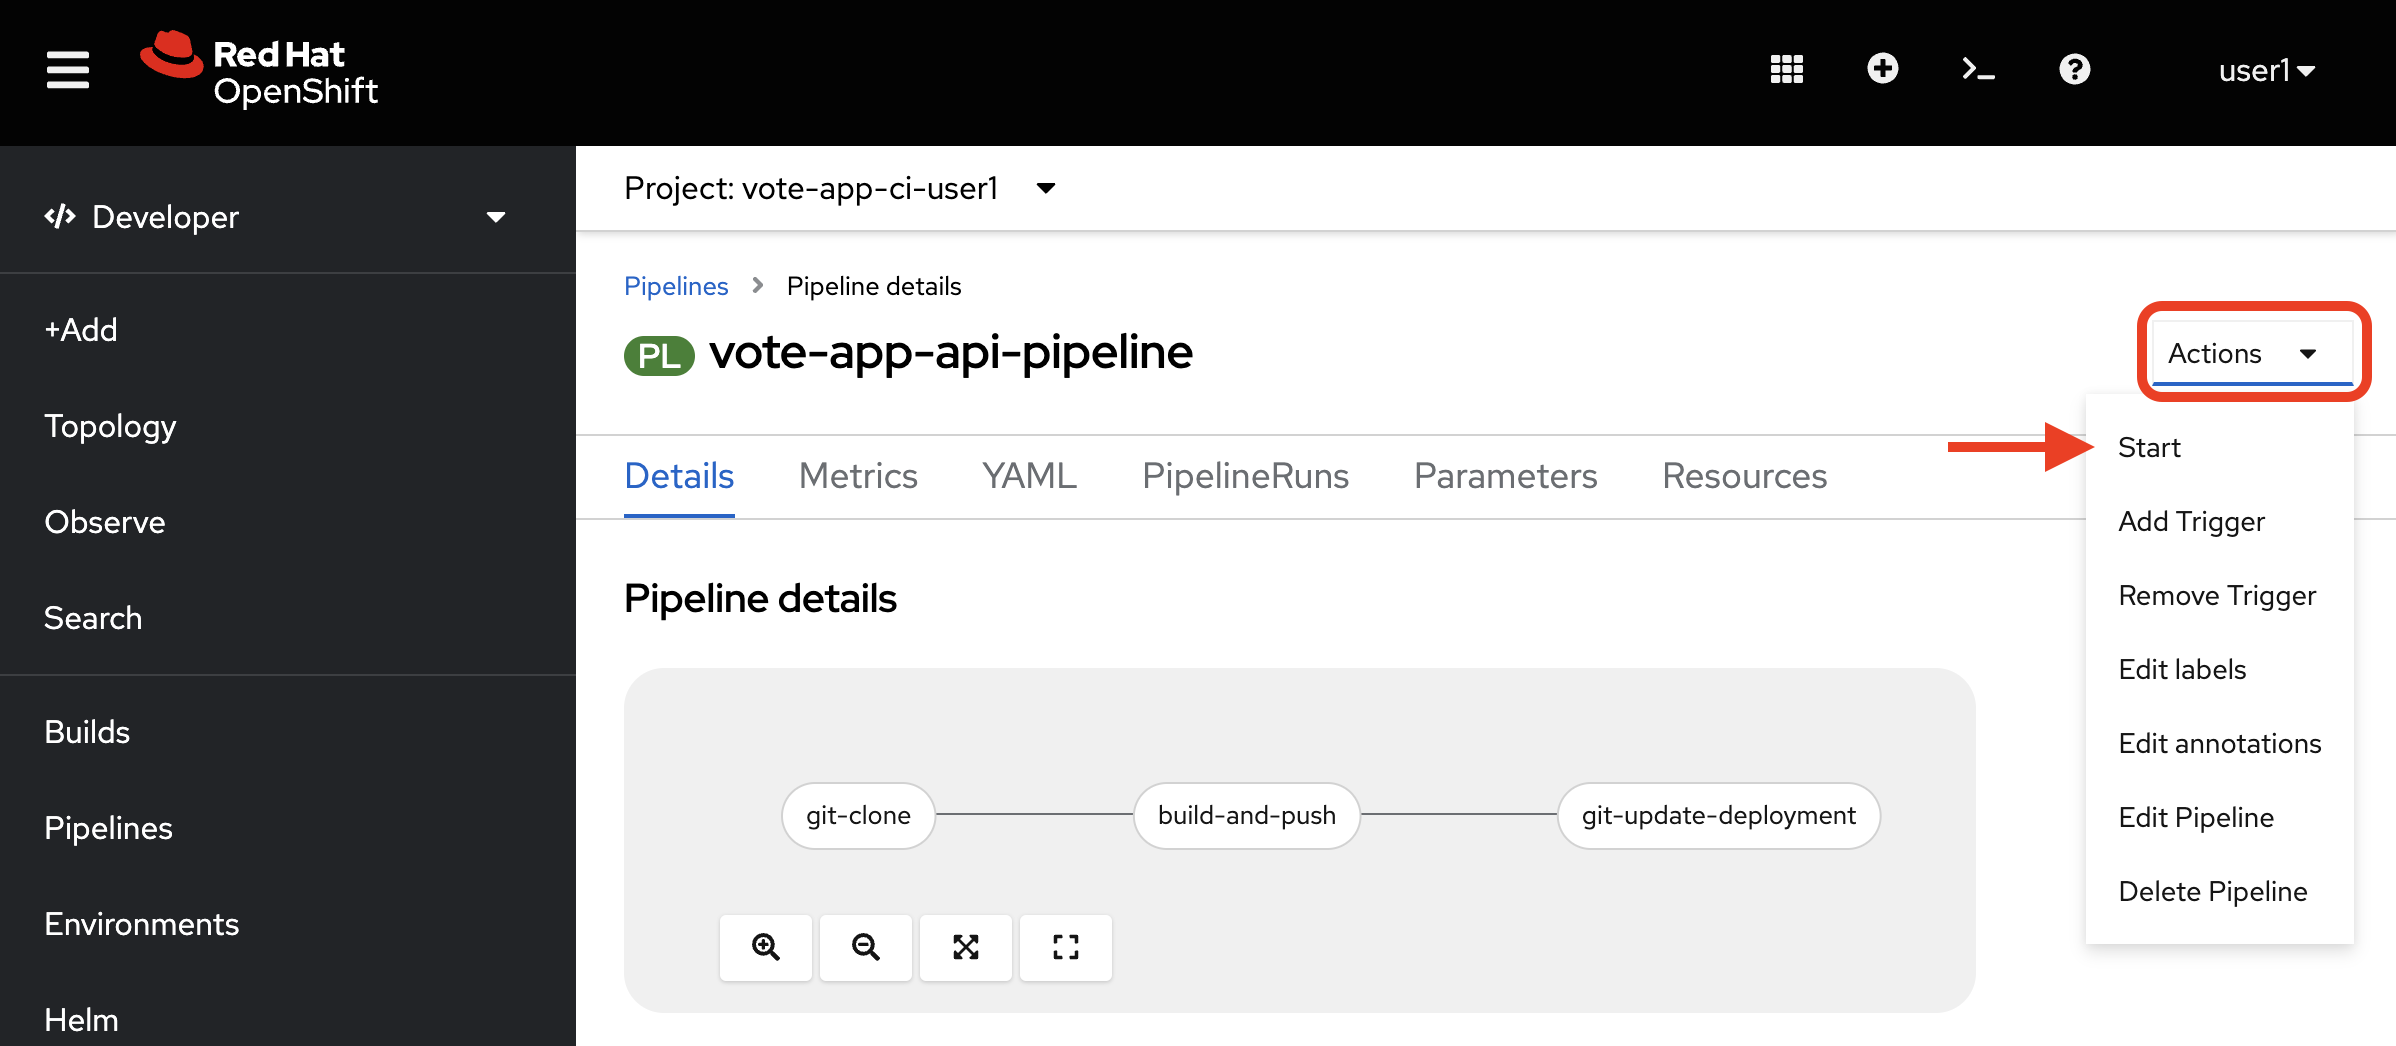 Red Hat
OpenShift
user1
Developer
+Add
Topology
Observe
Search
Builds
Pipelines
Environments
Helm
Project: vote-app-ci-user1
Pipelines Pipeline details
PL vote-app-api-pipeline
Actions
Start
Add Trigger
Remove Trigger
Edit labels
Edit annotations
Edit Pipeline
Delete Pipeline
Details Metrics YAML PipelineRuns Parameters Resources
Pipeline details
git-clone build-and-push git-update-deployment